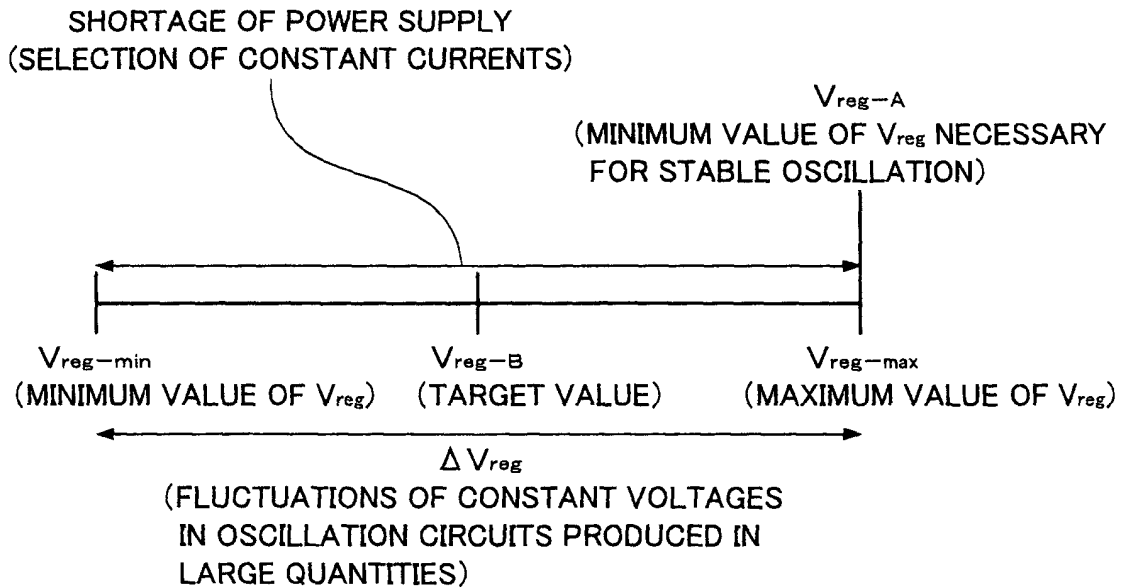 SHORTAGE OF POWER SUPPLY
(SELECTION OF CONSTANT CURRENTS)
Vreg-A
(MINIMUM VALUE OF Vreg NECESSARY
FOR STABLE OSCILLATION)
Vreg-min
(MINIMUM VALUE OF Vreg)
Vreg-B
(TARGET VALUE)
Vreg-max
(MAXIMUM VALUE OF Vreg)
Δ Vreg
(FLUCTUATIONS OF CONSTANT VOLTAGES
IN OSCILLATION CIRCUITS PRODUCED IN
LARGE QUANTITIES)